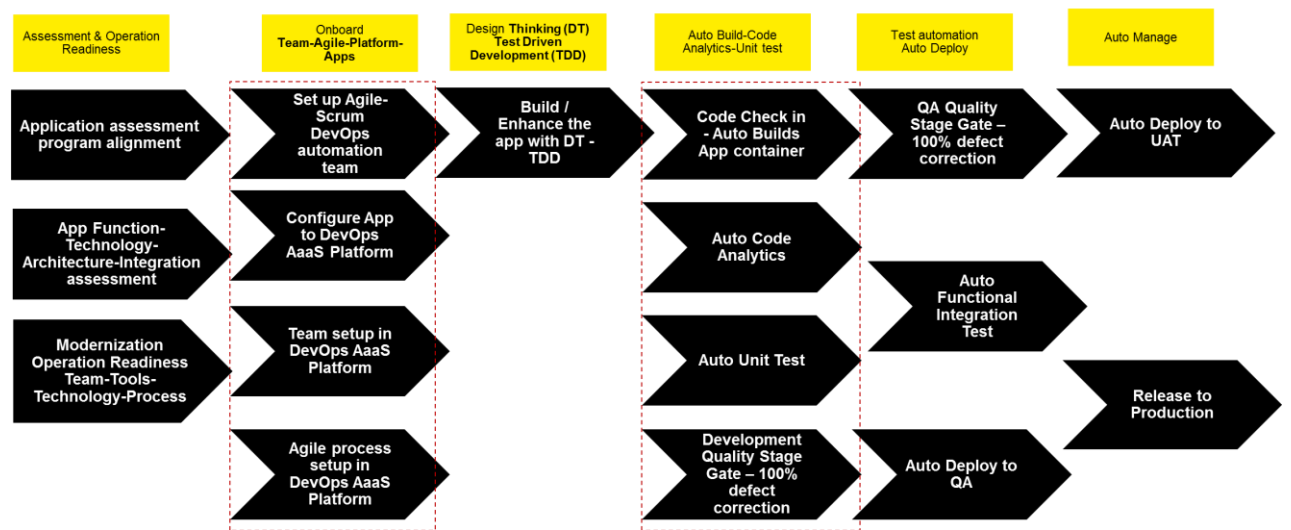 Assessment & Operation
Readiness
Onboard
Team-Agile-Platform-
Apps
Design Thinking (DT)
Test Driven
Development (TDD)
Auto Build-Code
Analytics-Unit test
Test automation
Auto Deploy
Auto Manage
Application assessment
program alignment
Set up Agile-
Scrum
DevOps
automation
team
Build /
Enhance the
app with DT -
TDD
Code Check in
- Auto Builds
App container
QA Quality
Stage Gate –
100% defect
correction
Auto Deploy to
UAT
App Function-
Technology-
Architecture-Integration
assessment
Configure App
to DevOps
AaaS Platform
Auto Code
Analytics
Auto
Functional
Integration
Test
Modernization
Operation Readiness
Team-Tools-
Technology-Process
Team setup in
DevOps AaaS
Platform
Auto Unit Test
Release to
Production
Agile process
setup in
DevOps AaaS
Platform
Development
Quality Stage
Gate – 100%
defect
correction
Auto Deploy to
QA